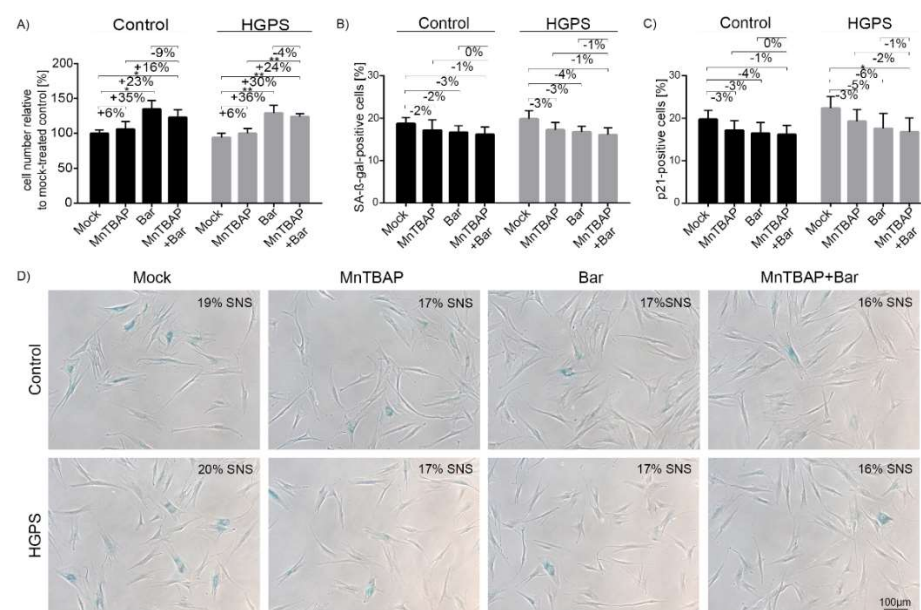 A)
Control
HGPS
-9%
+16%
*
+23%
*
+35%
+6%
-4%
**
+24%
**
+30%
**
+36%
+6%
cell number relative
to mock-treated control [%]
150
100
50
0
Mock
MnTBAP
Bar
MnTBAP
+Bar
Mock
MnTBAP
Bar
MnTBAP
+Bar
B)
Control
HGPS
0%
-1%
-3%
-2%
-2%
-1%
-1%
-4%
-3%
-3%
SA-ß-gal-positive cells [%]
30
20
10
0
Mock
MnTBAP
Bar
MnTBAP
+Bar
Mock
MnTBAP
Bar
MnTBAP
+Bar
C)
Control
HGPS
0%
-1%
-4%
-3%
-3%
-1%
-2%
*
-6%
-5%
-3%
p21-positive cells [%]
30
20
10
0
Mock
MnTBAP
Bar
MnTBAP
+Bar
Mock
MnTBAP
Bar
MnTBAP
+Bar
D)
Mock
MnTBAP
Bar
MnTBAP+Bar
Control
19% SNS
17% SNS
17%SNS
16% SNS
HGPS
20% SNS
17% SNS
17% SNS
16% SNS
100µm